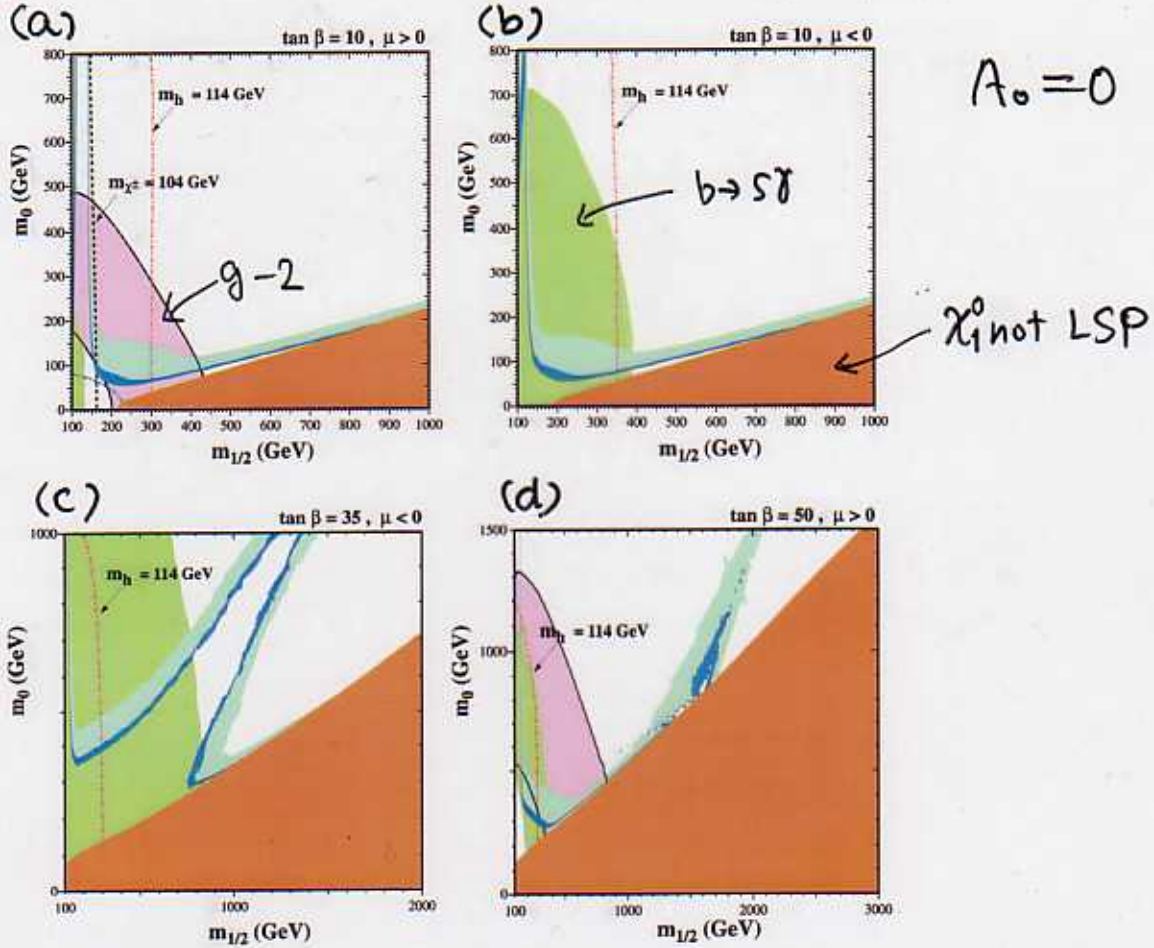 (a)
tan β = 10 , μ > 0
800
700
600
500
400
300
200
100
0
m₀ (GeV)
m_h = 114 GeV
m_χ± = 104 GeV
g-2
100 200 300 400 500 600 700 800 900 1000
m_1/2 (GeV)
(b)
tan β = 10 , μ < 0
800
700
600
500
400
300
200
100
0
m₀ (GeV)
m_h = 114 GeV
b→sγ
100 200 300 400 500 600 700 800 900 1000
m_1/2 (GeV)
A₀ = 0
χ₁⁰ not LSP
(c)
tan β = 35 , μ < 0
1000
0
m₀ (GeV)
m_h = 114 GeV
100 1000 2000
m_1/2 (GeV)
(d)
tan β = 50 , μ > 0
1500
1000
0
m₀ (GeV)
m_h = 114 GeV
100 1000 2000 3000
m_1/2 (GeV)